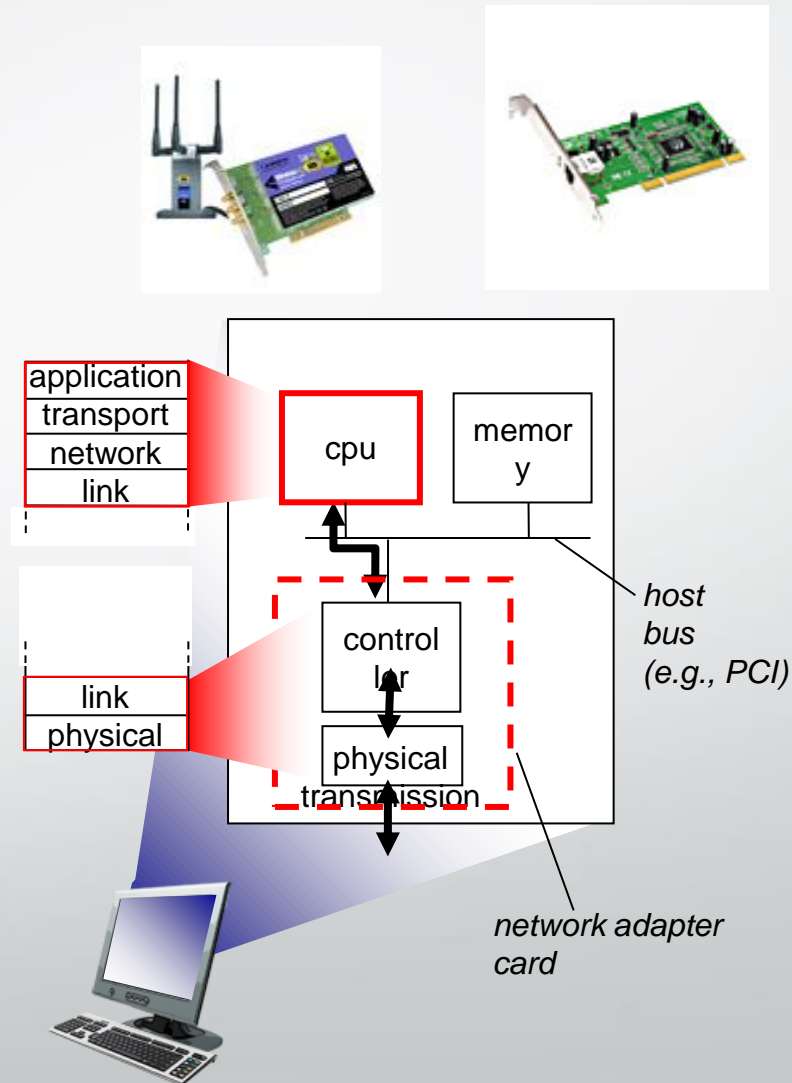 application
transport
network
link
cpu
memor
y
host
bus
(e.g., PCI)
control
ler
link
physical
physical
transmission
network adapter
card